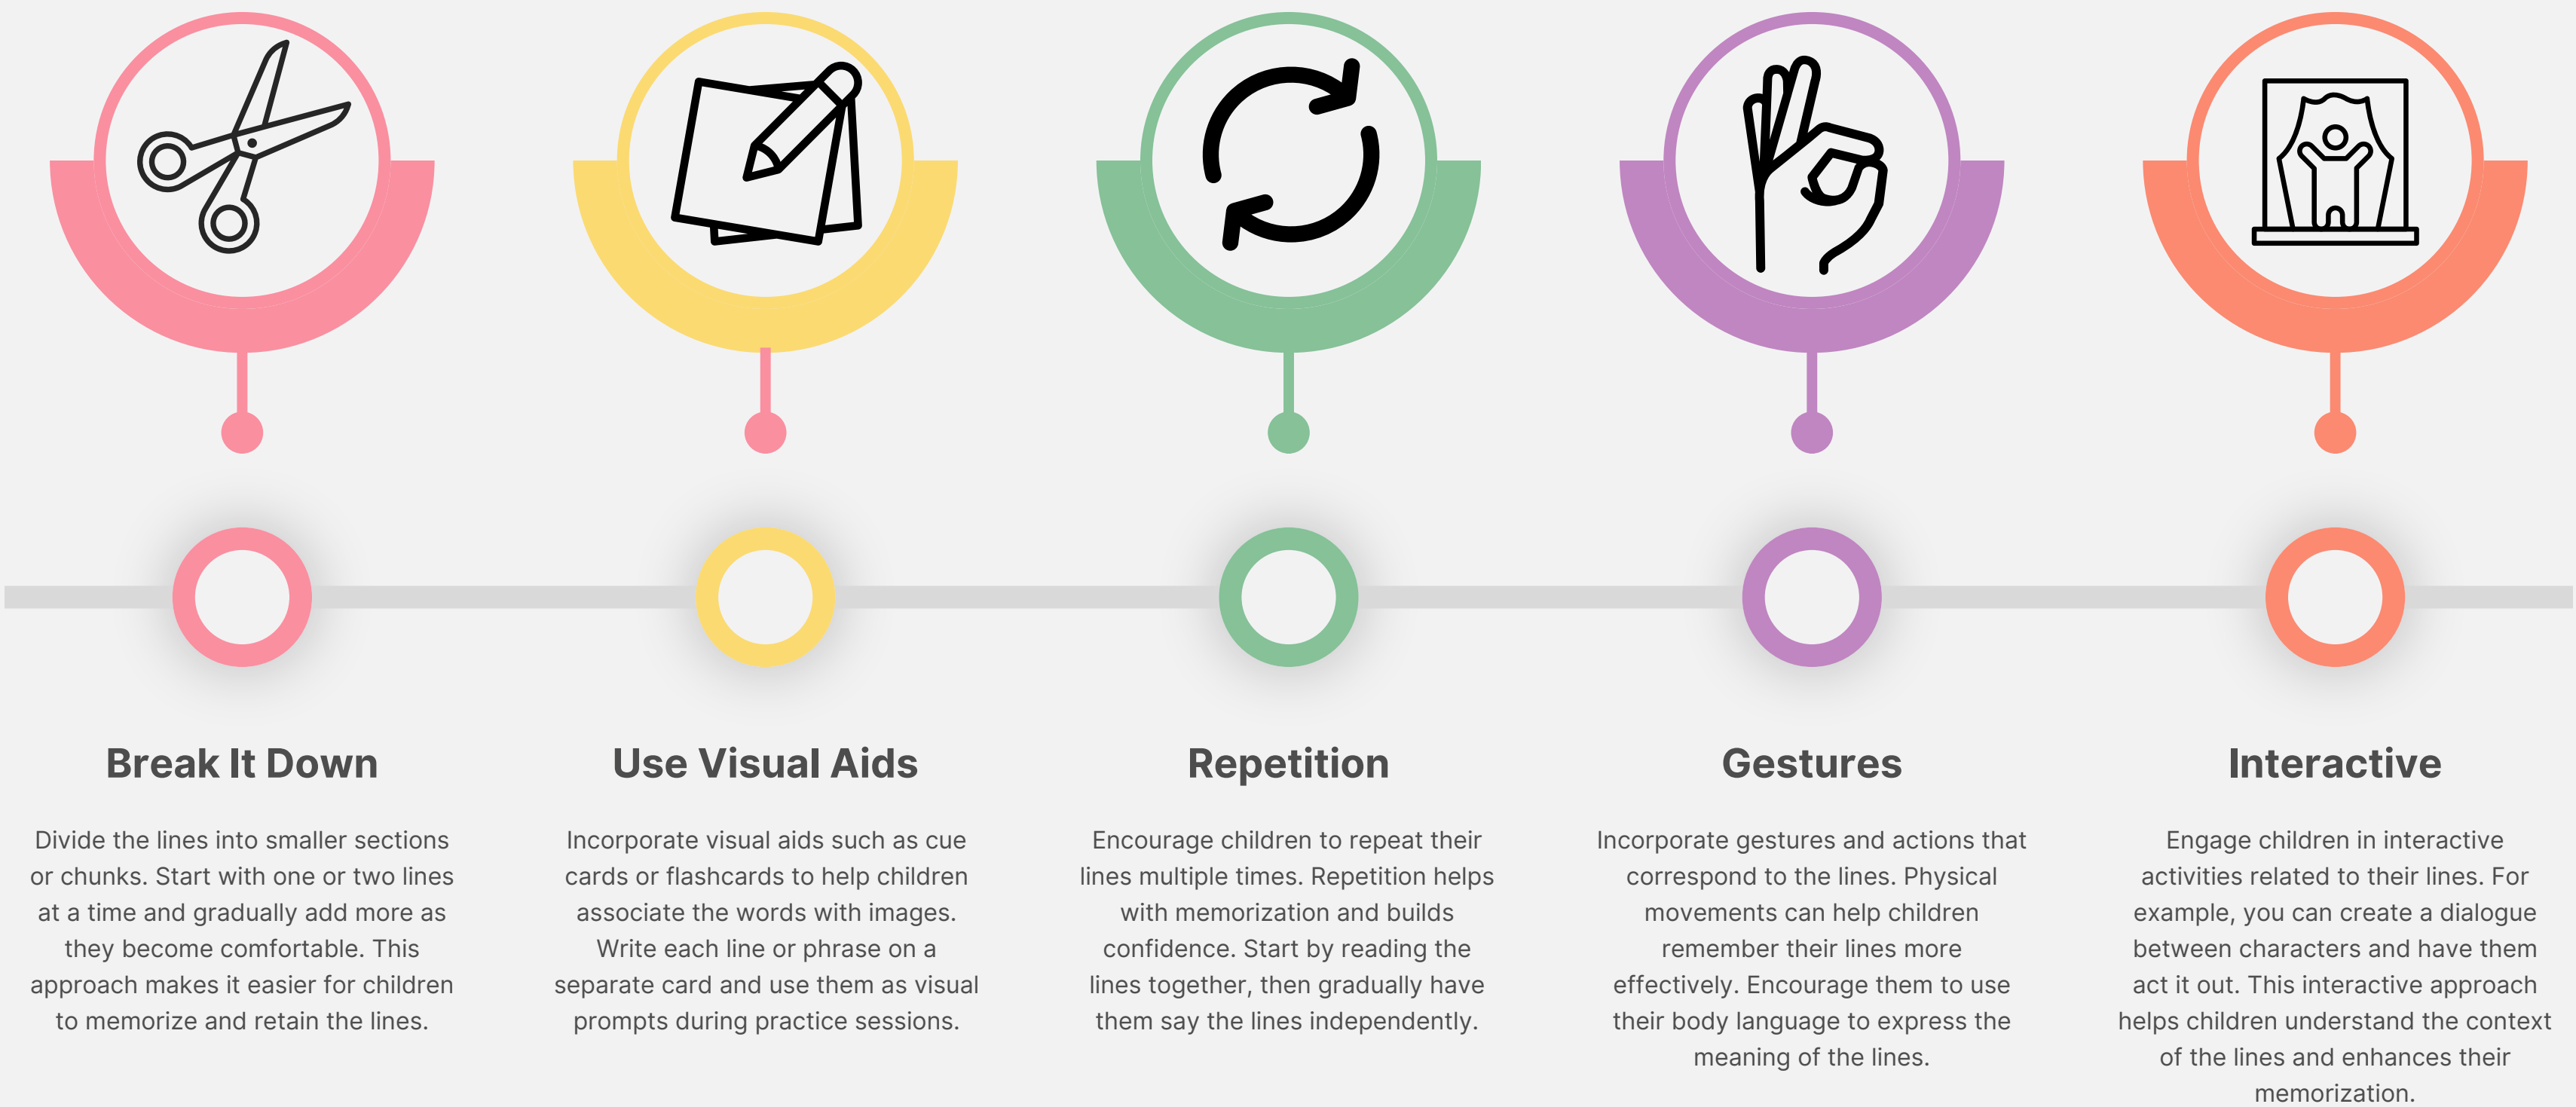 Break It Down
Divide the lines into smaller sections
or chunks. Start with one or two lines
at a time and gradually add more as
they become comfortable. This
approach makes it easier for children
to memorize and retain the lines.
Use Visual Aids
Incorporate visual aids such as cue
cards or flashcards to help children
associate the words with images.
Write each line or phrase on a
separate card and use them as visual
prompts during practice sessions.
Repetition
Encourage children to repeat their
lines multiple times. Repetition helps
with memorization and builds
confidence. Start by reading the
lines together, then gradually have
them say the lines independently.
Gestures
Incorporate gestures and actions that
correspond to the lines. Physical
movements can help children
remember their lines more
effectively. Encourage them to use
their body language to express the
meaning of the lines.
Interactive
Engage children in interactive
activities related to their lines. For
example, you can create a dialogue
between characters and have them
act it out. This interactive approach
helps children understand the context
of the lines and enhances their
memorization.